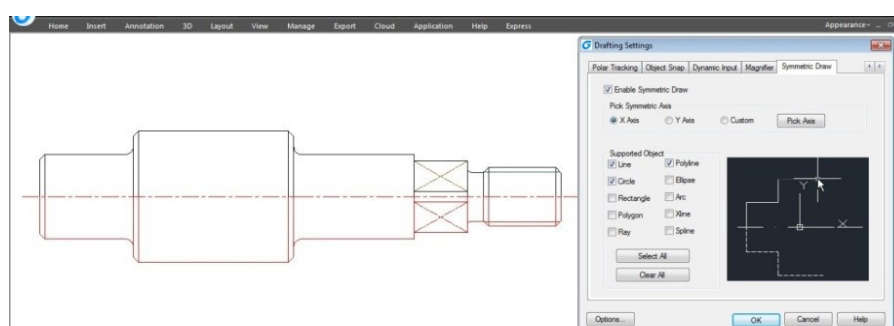 Home Insert Annotation 3D Layout View Manage Export Cloud Application Help Express Appearance
Drafting Settings
Polar Tracking Object Snap Dynamic Input Magnifier Symmetric Draw
Enable Symmetric Draw
Pick Symmetric Axis
X Axis Y Axis Custom Pick Axis
Supported Object
Line Polyline
Circle Ellipse
Rectangle Arc
Polygon Xline
Ray Spline
Select All
Clear All
Y
X
Options... OK Cancel Help